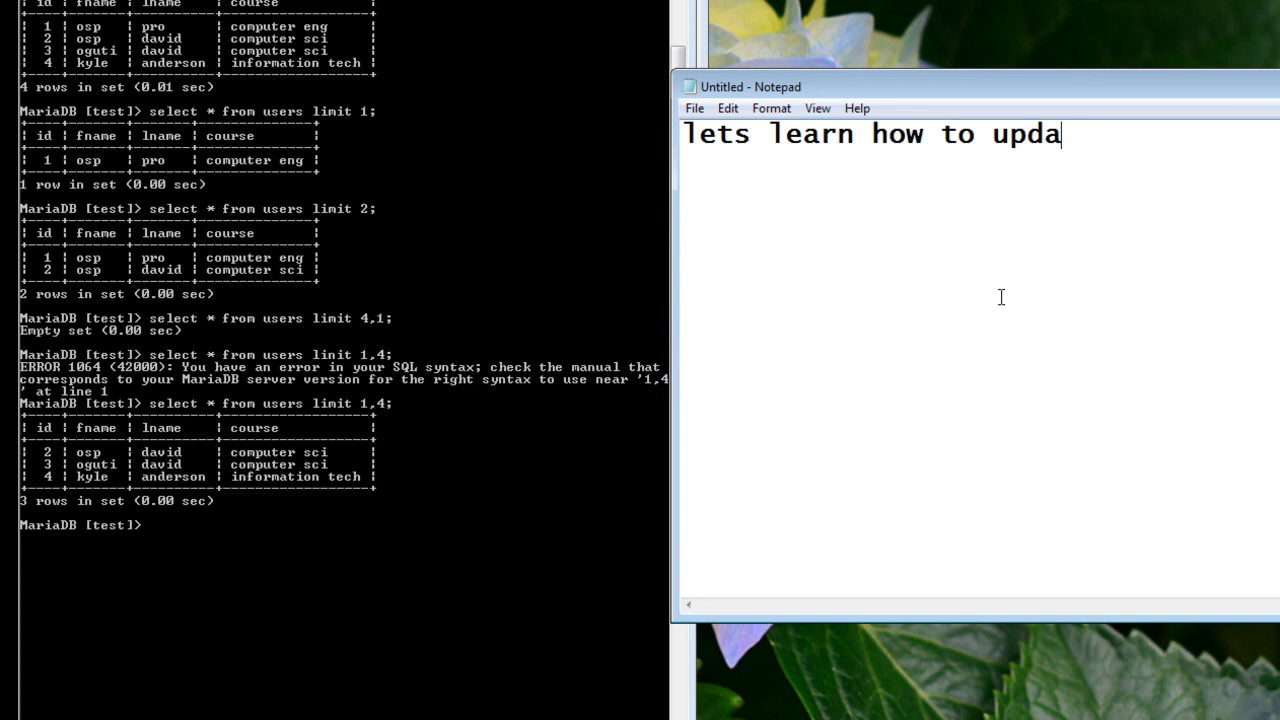 | id | fname | lname | course
| 1 | osp | pro | computer eng |
| 2 | osp | david | computer sci |
| 3 | oguti | david | computer sci |
| 4 | kyle | anderson | information tech |
4 rows in set (0.01 sec)
MariaDB [test]> select * from users limit 1;
| id | fname | lname | course |
| 1 | osp | pro | computer eng |
1 row in set (0.00 sec)
MariaDB [test]> select * from users limit 2;
| id | fname | lname | course |
| 1 | osp | pro | computer eng |
| 2 | osp | david | computer sci |
2 rows in set (0.00 sec)
MariaDB [test]> select * from users limit 4,1;
Empty set (0.00 sec)
MariaDB [test]> select * from users linit 1,4;
ERROR 1064 (42000): You have an error in your SQL syntax; check the manual that
corresponds to your MariaDB server version for the right syntax to use near '1,4
' at line 1
MariaDB [test]> select * from users limit 1,4;
| id | fname | lname | course |
| 2 | osp | david | computer sci |
| 3 | oguti | david | computer sci |
| 4 | kyle | anderson | information tech |
3 rows in set (0.00 sec)
MariaDB [test]>
Untitled - Notepad
File Edit Format View Help
lets learn how to upda